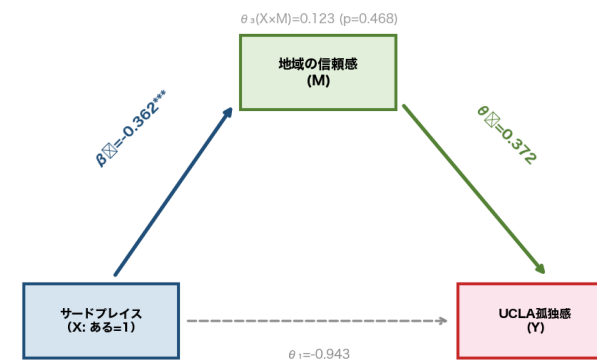 θ₃(X×M)=0.123 (p=0.468)
地域の信頼感
(M)
β□=-0.362***
θ□=0.372
サードプレイス
(X: ある=1)
UCLA孤独感
(Y)
θ₁=-0.943